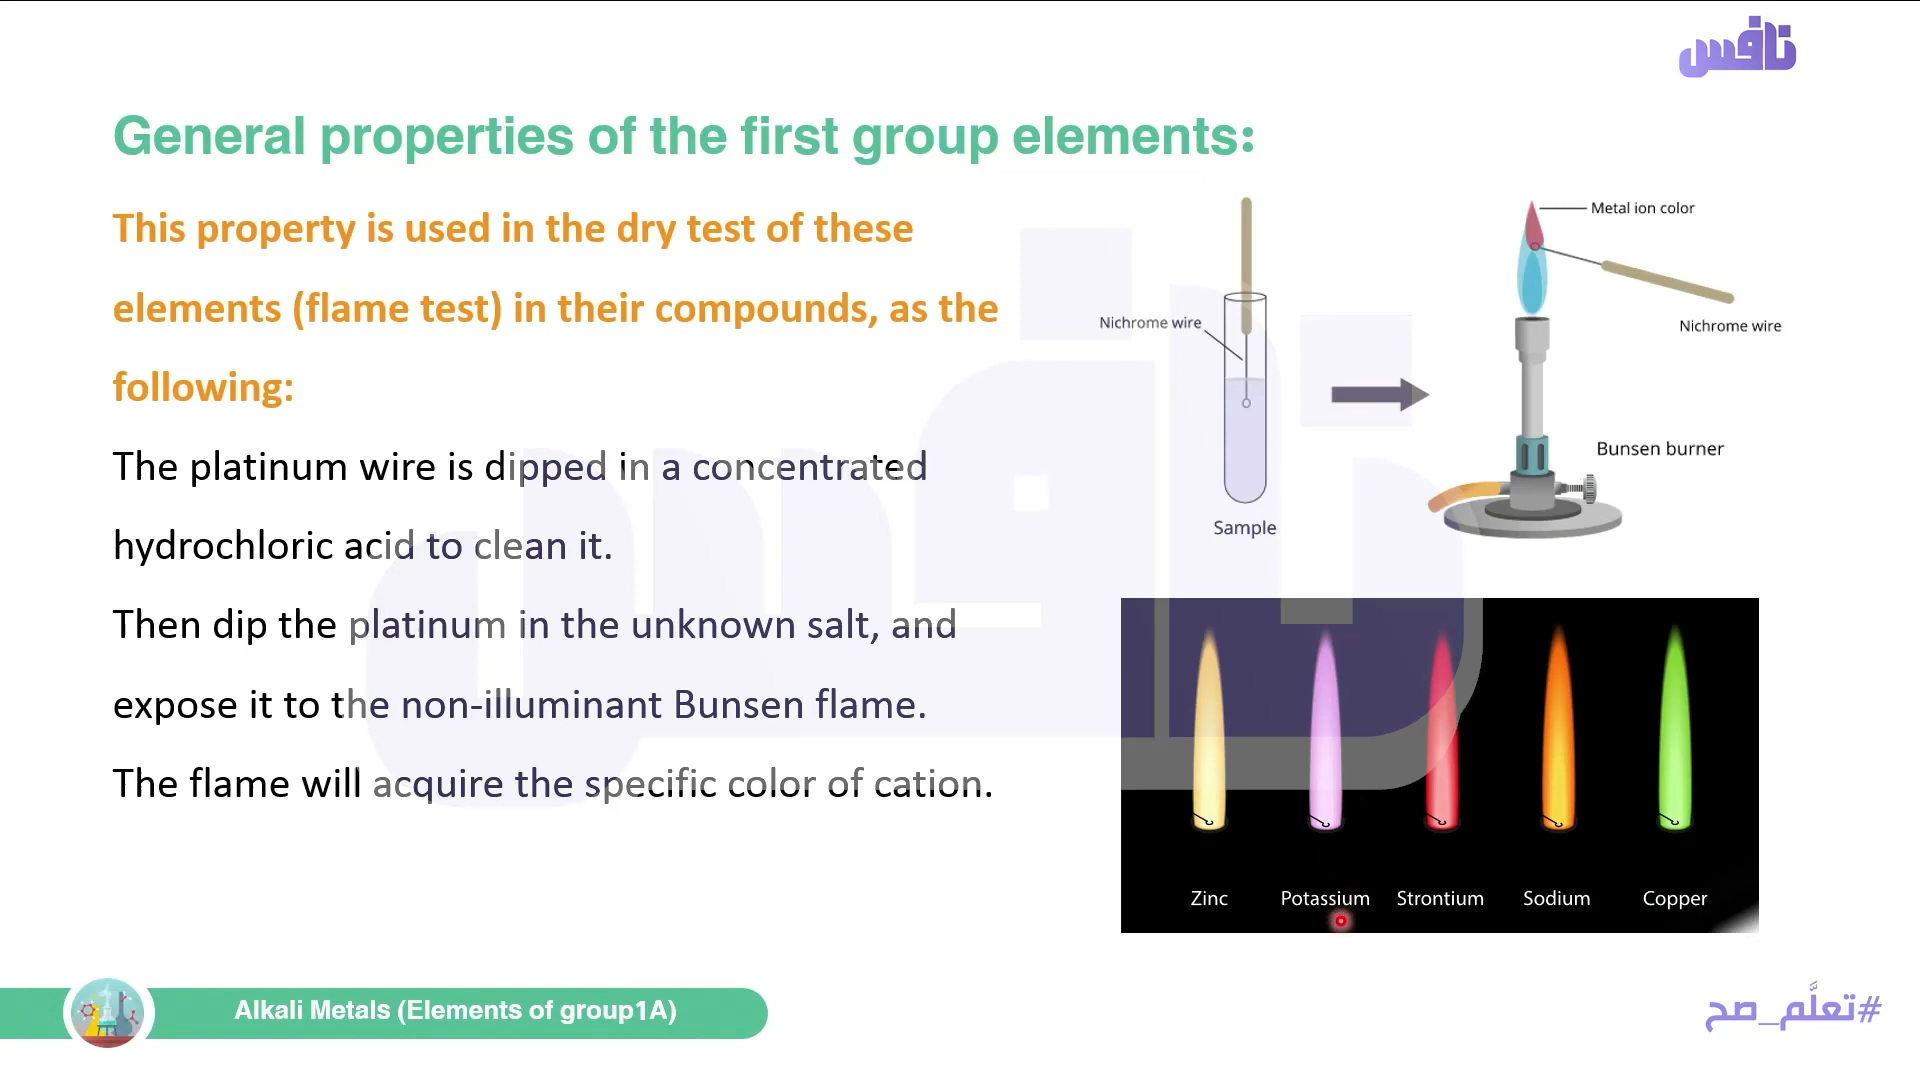 نافس
General properties of the first group elements:
This property is used in the dry test of these
elements (flame test) in their compounds, as the
following:
The platinum wire is dipped in a concentrated
hydrochloric acid to clean it.
Then dip the platinum in the unknown salt, and
expose it to the non-illuminant Bunsen flame.
The flame will acquire the specific color of cation.
Metal ion color
Nichrome wire
Nichrome wire
Bunsen burner
Sample
Zinc Potassium Strontium Sodium Copper
Alkali Metals (Elements of group1A)
#تعلَّم_صح